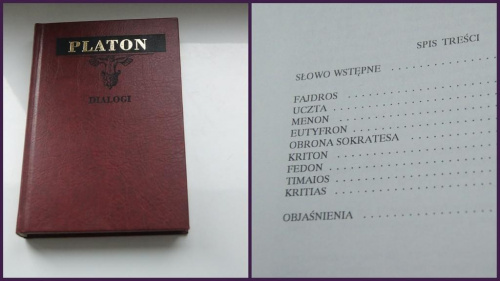 PLATON
DIALOGI
SPIS TREŚCI
SŁOWO WSTĘPNE . . . . . . . .
FAJDROS . . . . . . . . . . . . . . .
UCZTA . . . . . . . . . . . . . . . . .
MENON . . . . . . . . . . . . . . . .
EUTYFRON . . . . . . . . . . . . .
OBRONA SOKRATESA
KRITON . . . . . . . . . . . . . . . .
FEDON . . . . . . . . . . . . . . . . .
TIMAIOS . . . . . . . . . . . . . . .
KRITIAS . . . . . . . . . . . . . . . .
OBJAŚNIENIA . . . . . . . . . . .